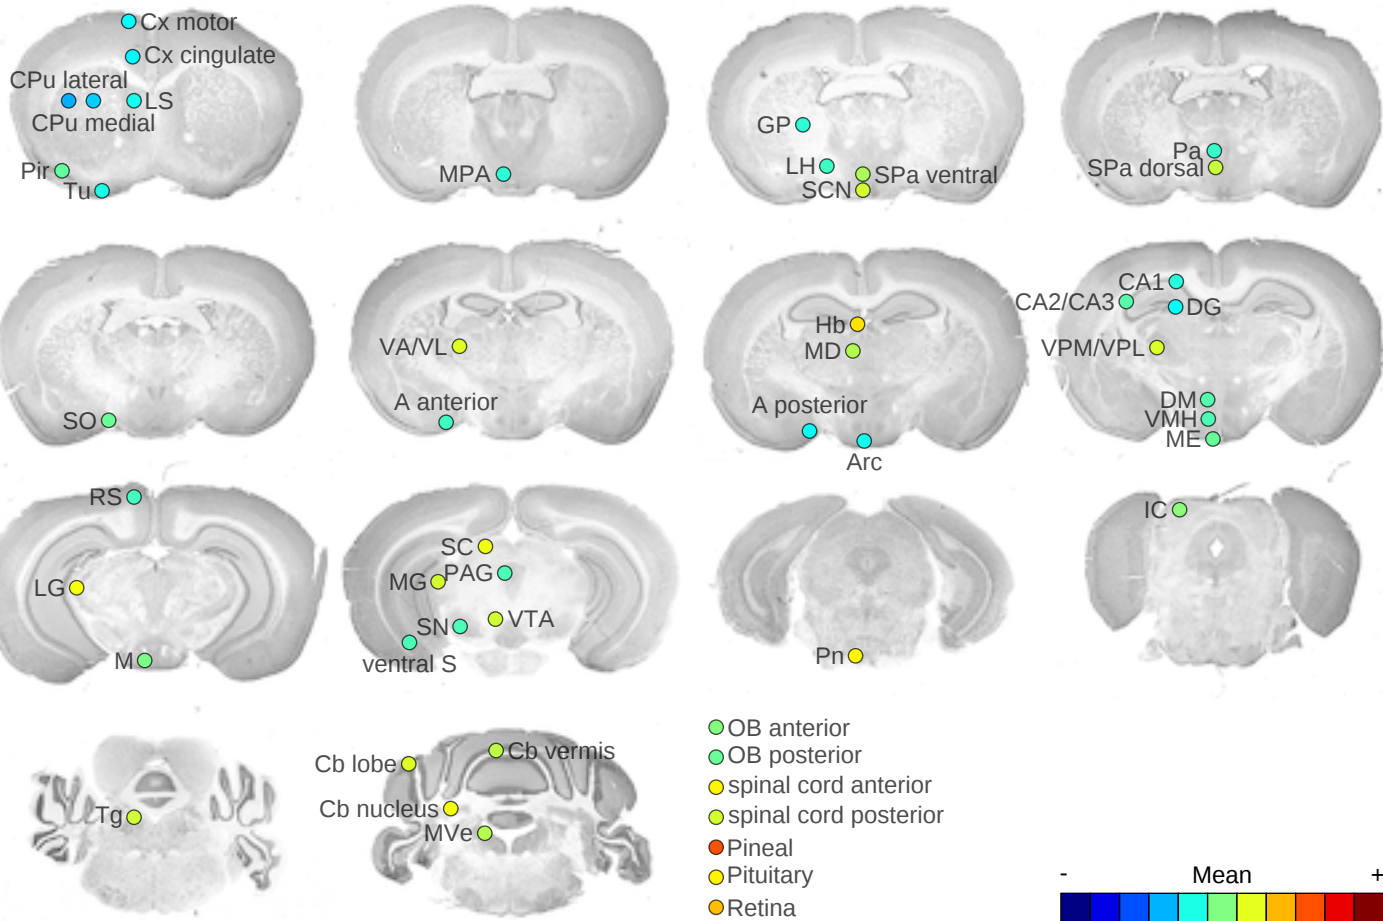 Cx motor
Cx cingulate
CPu lateral
LS
CPu medial
Pir
Tu
MPA
GP
LH
SPa ventral
SCN
Pa
SPa dorsal
SO
VA/VL
A anterior
Hb
MD
A posterior
Arc
CA1
CA2/CA3
DG
VPM/VPL
DM
VMH
ME
RS
LG
M
SC
PAG
MG
VTA
SN
ventral S
Pn
IC
Tg
Cb vermis
Cb lobe
Cb nucleus
MVe
OB anterior
OB posterior
spinal cord anterior
spinal cord posterior
Pineal
Pituitary
Retina
- Mean +